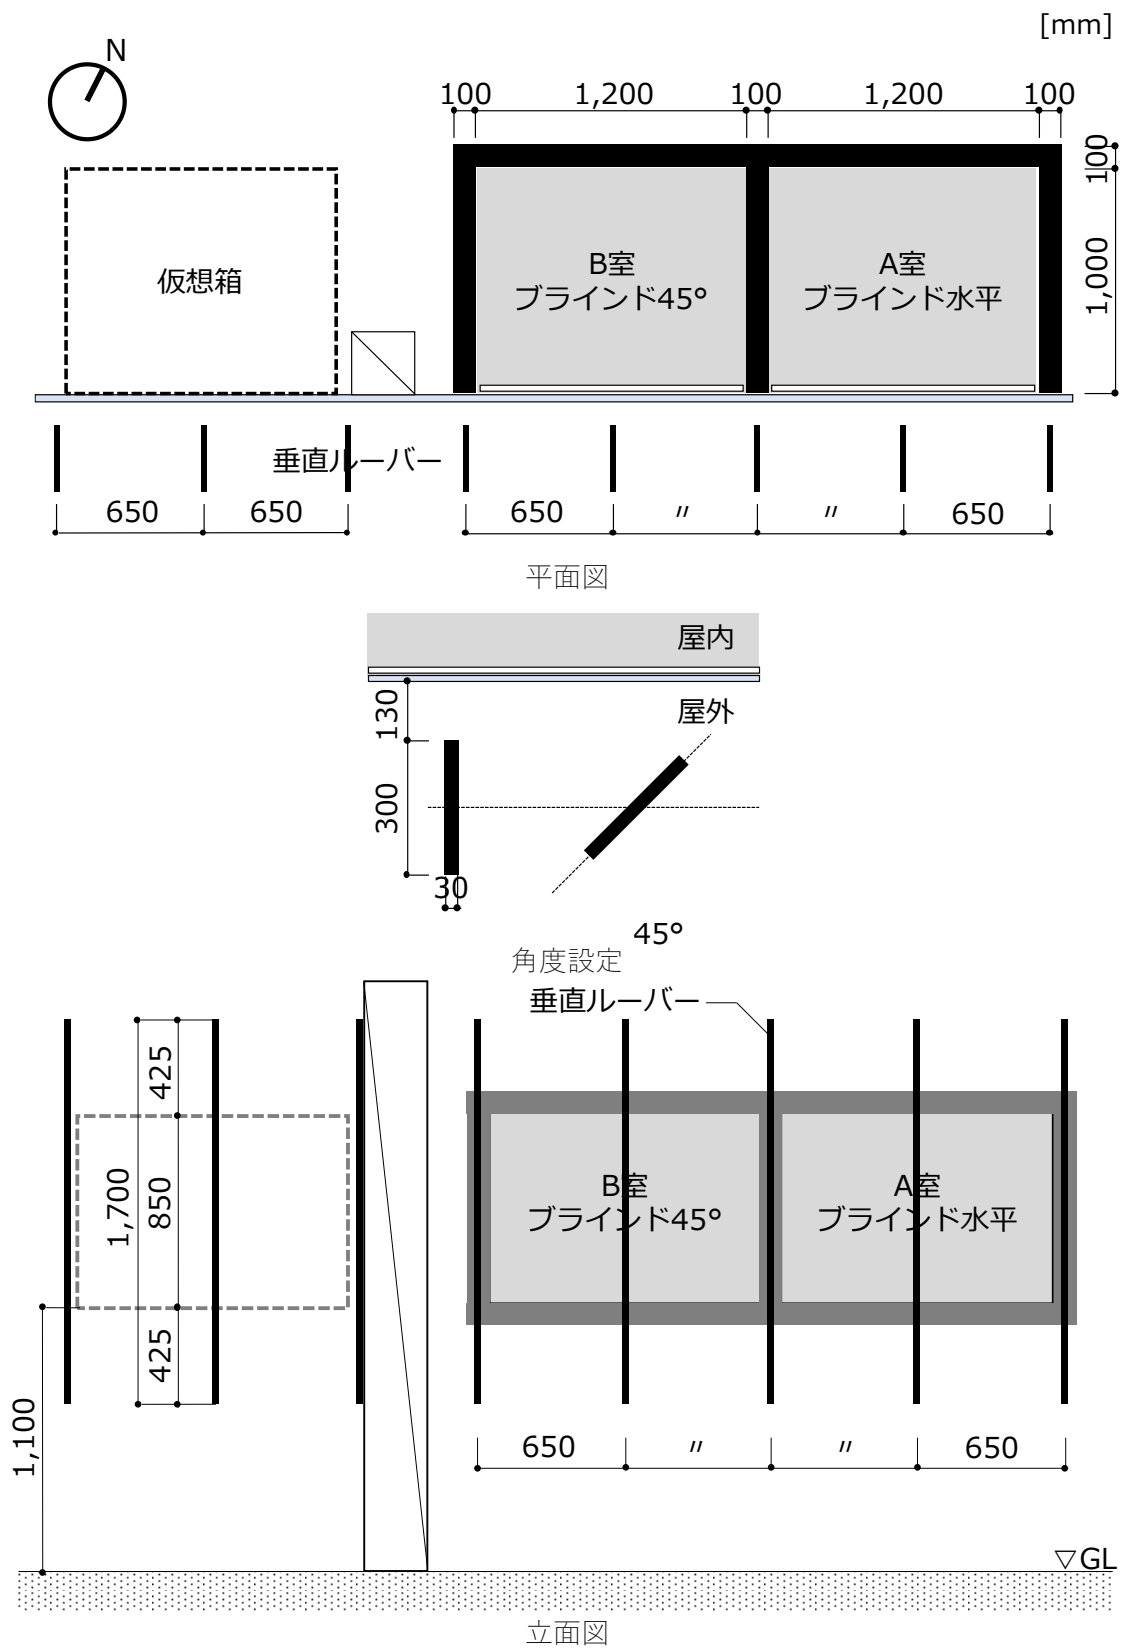 [mm]
N
100
1,200
100
1,200
100
100
1,000
仮想箱
B室
ブラインド45°
A室
ブラインド水平
垂直ルーバー
650
650
650
〃
〃
650
平面図
屋内
屋外
130
300
30
45°
角度設定
垂直ルーバー
425
1,700
850
425
1,100
B室
ブラインド45°
A室
ブラインド水平
650
〃
〃
650
▽GL
立面図